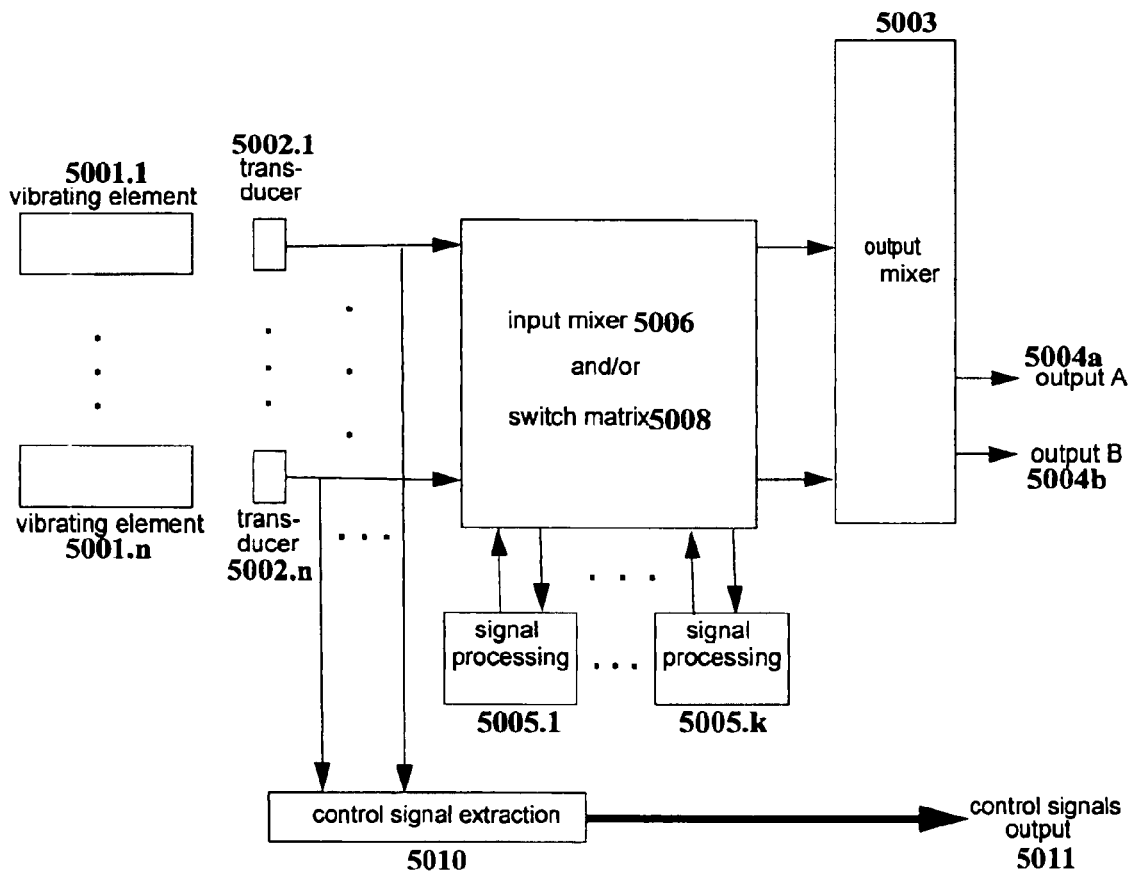 5003
5002.1
trans-
ducer
5001.1
vibrating element
output
mixer
input mixer 5006
and/or
switch matrix 5008
5004a
output A
output B
5004b
vibrating element
5001.n
trans-
ducer
5002.n
signal
processing
signal
processing
5005.1
5005.k
control signal extraction
5010
control signals
output
5011